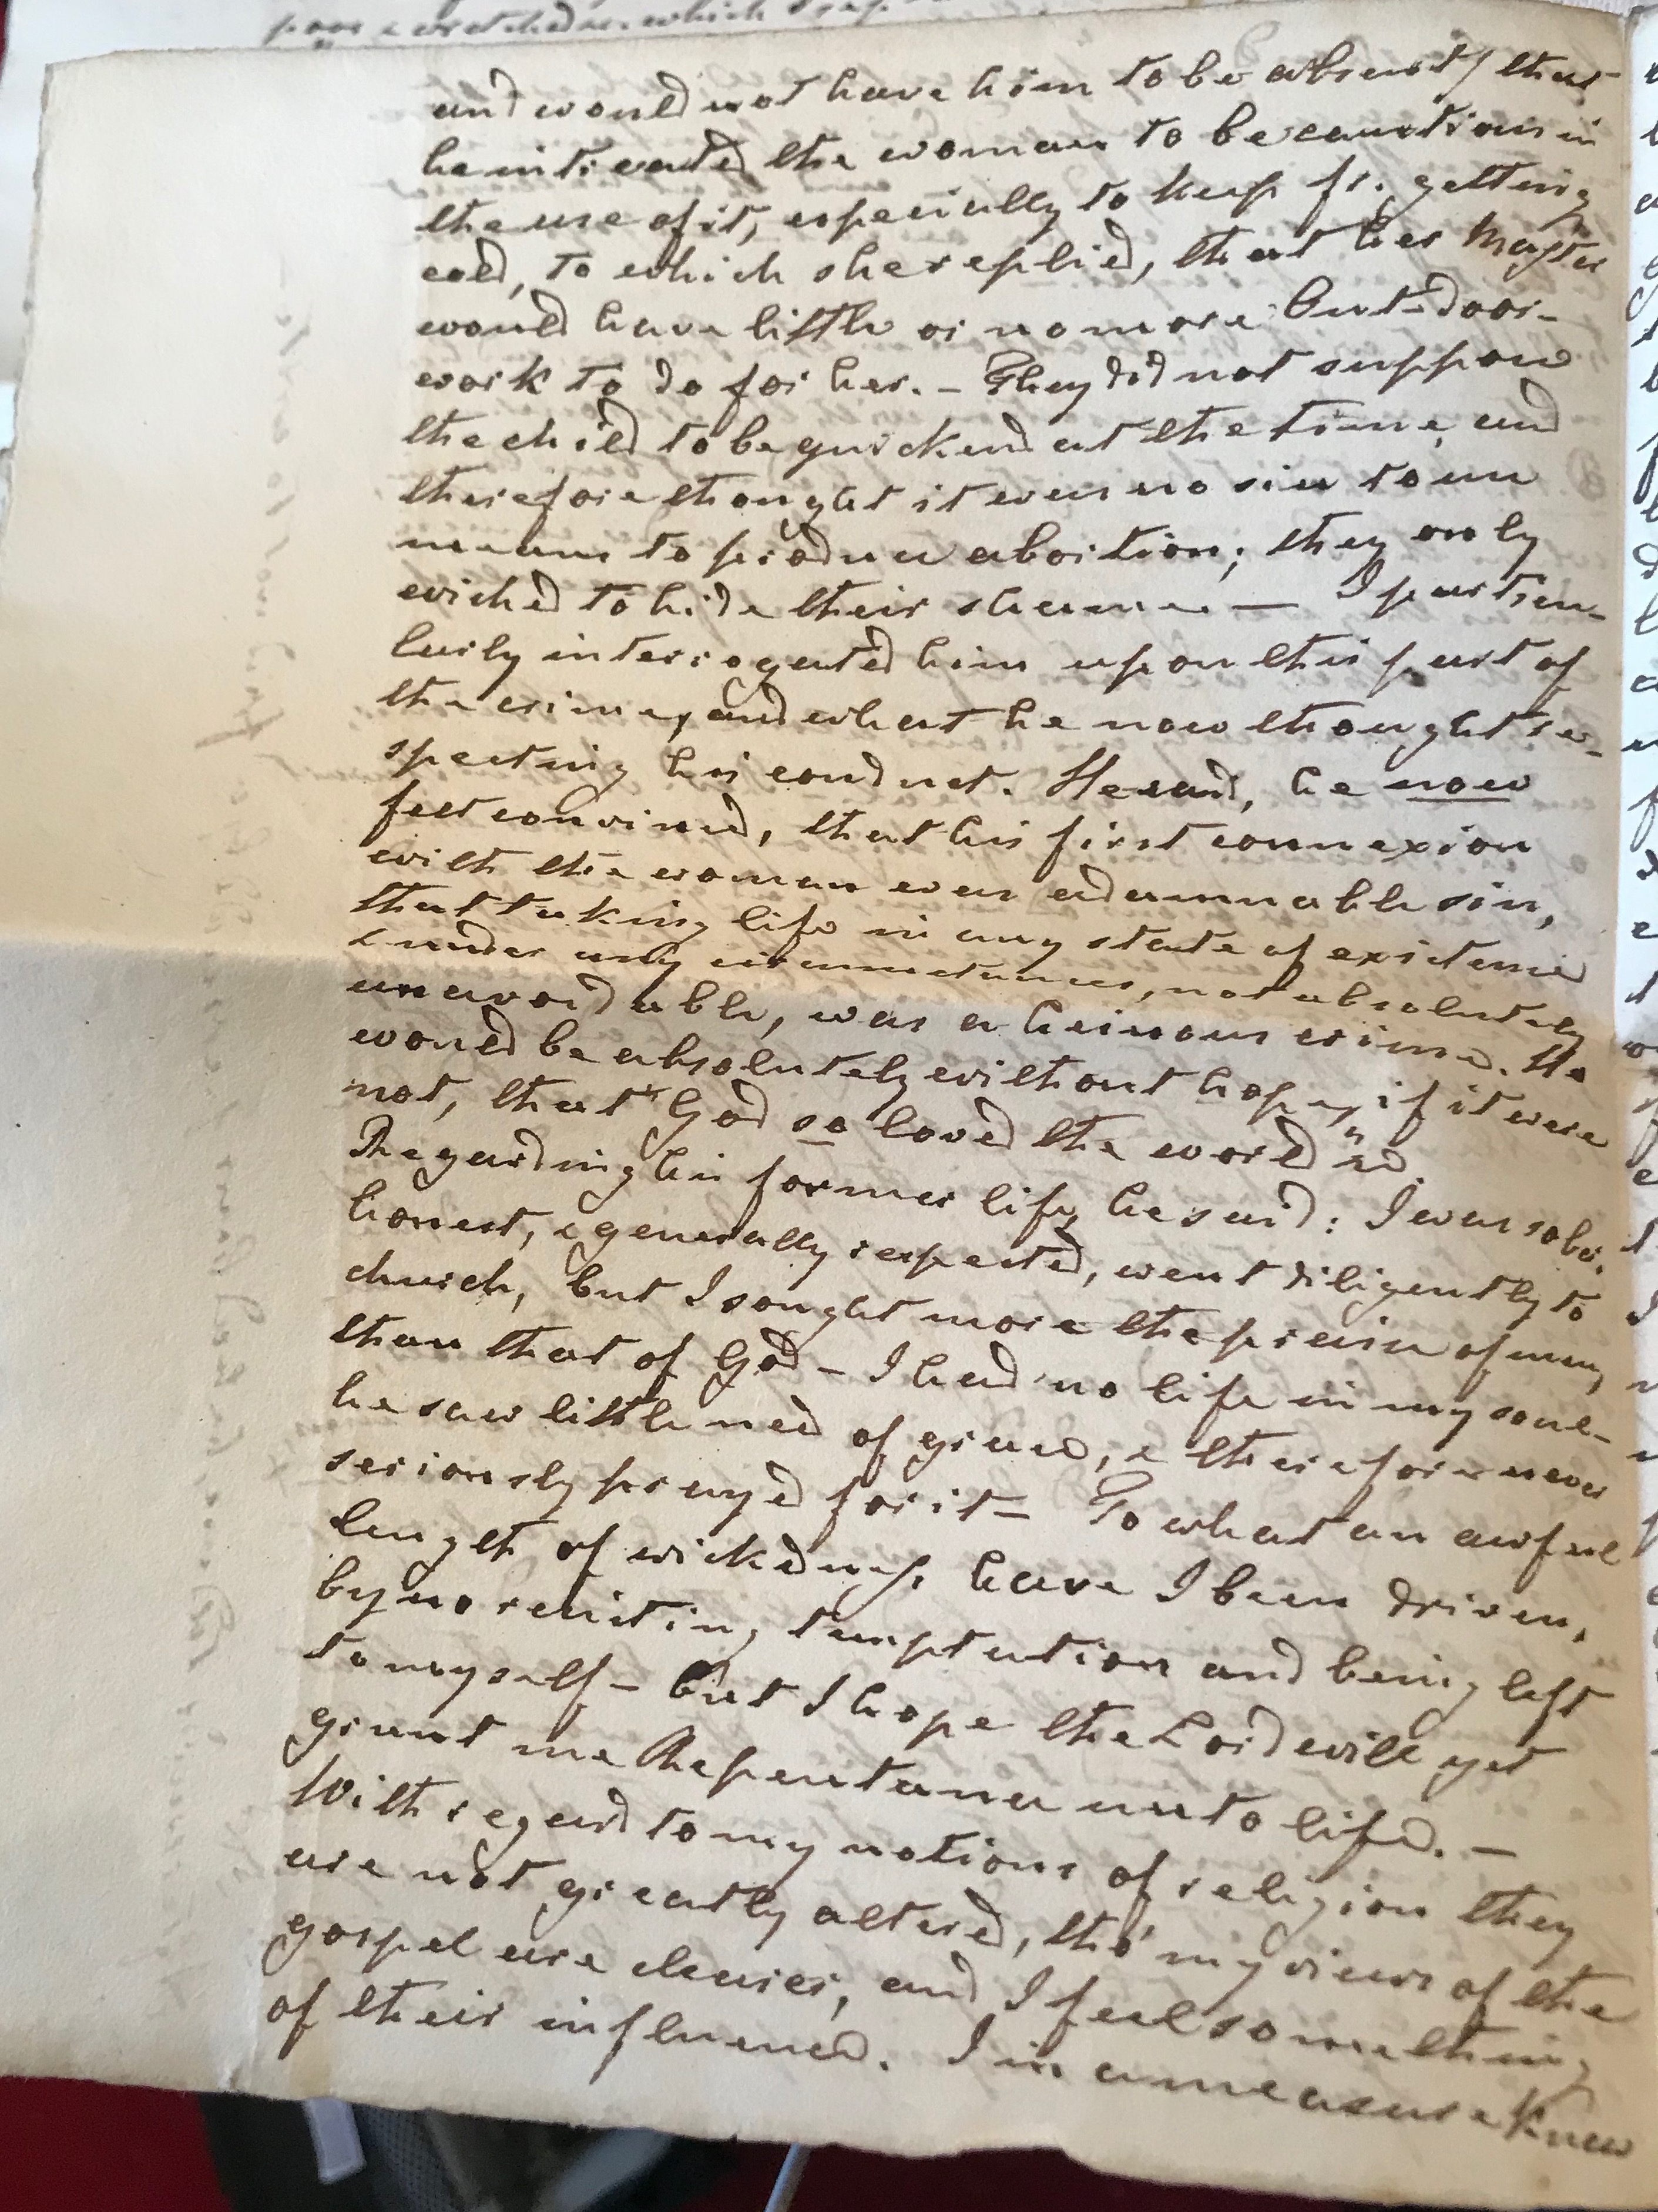 poor & wretchedness which
and would not have him to be absent / that
he intreated the woman to be cautious in
the use of it, especially to keep fr. getting
cold, to which she replied, that her Master
would have little or no more Out-door-
work to do for her. – They did not suppose
the child to be quickend at the time, and
therefore thought it was no sin to use
means to produce abortion; they only
wished to hide their shame — I particu-
larly interrogated him upon this part of
the crime, and what he now thought re-
specting his conduct. He said, he now
felt convinced, that his first connexion
with the woman was a damnable sin,
that taking life in any state of existence
& under any circumstances, not absolutely
unavoidable, was a heinous crime. He
would be absolutely without hope, if it were
not, that "God so loved the world"
Regarding his former life, he said: I was sober,
honest, & generally respected, went diligently to
church, but I sought more the praise of men,
than that of God – I had no life in my soul –
he saw little need of grace, & therefore never
seriously prayed for it – To what an awful
lenght of wickedness have I been driven,
by no resisting temptation and being left
to myself – But I hope the Lord will yet
grant me Repentance unto life. –
With regard to my notions of religion they
are not greatly altered, tho' my views of the
gospel are clearer, and I feel something
of their influence. I in a measure knew